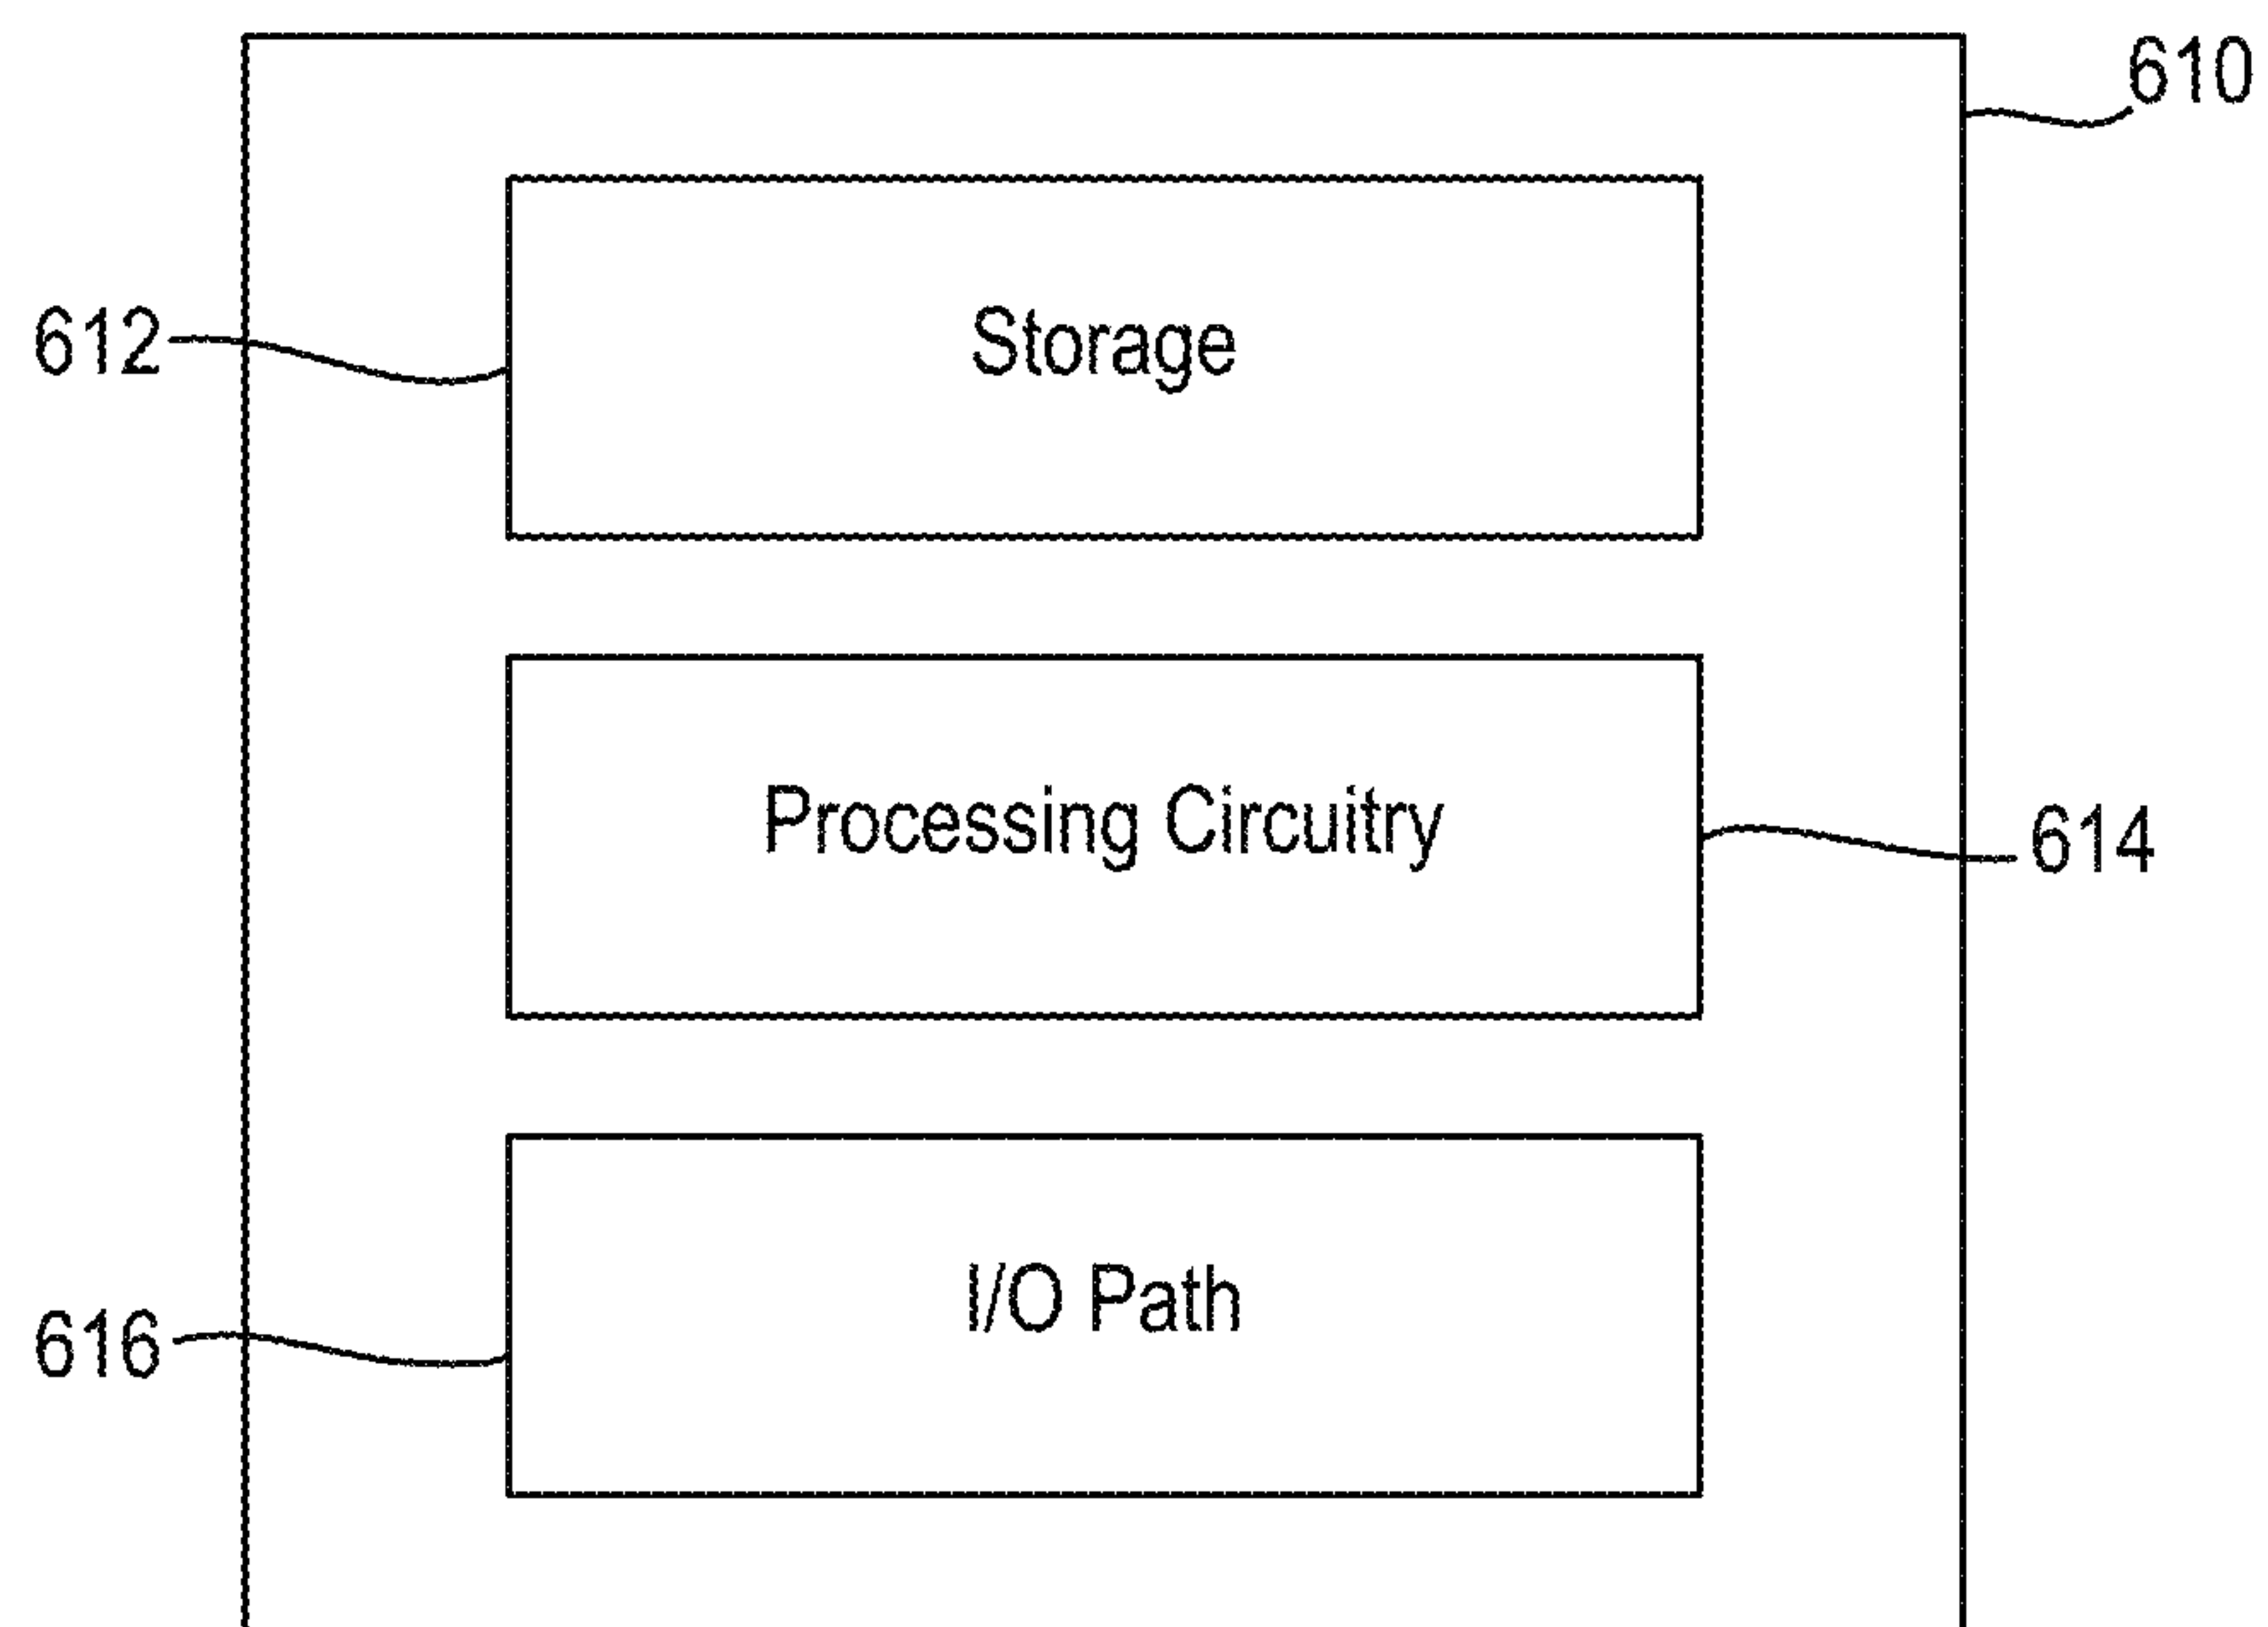 610
612
Storage
Processing Circuitry
614
I/O Path
616